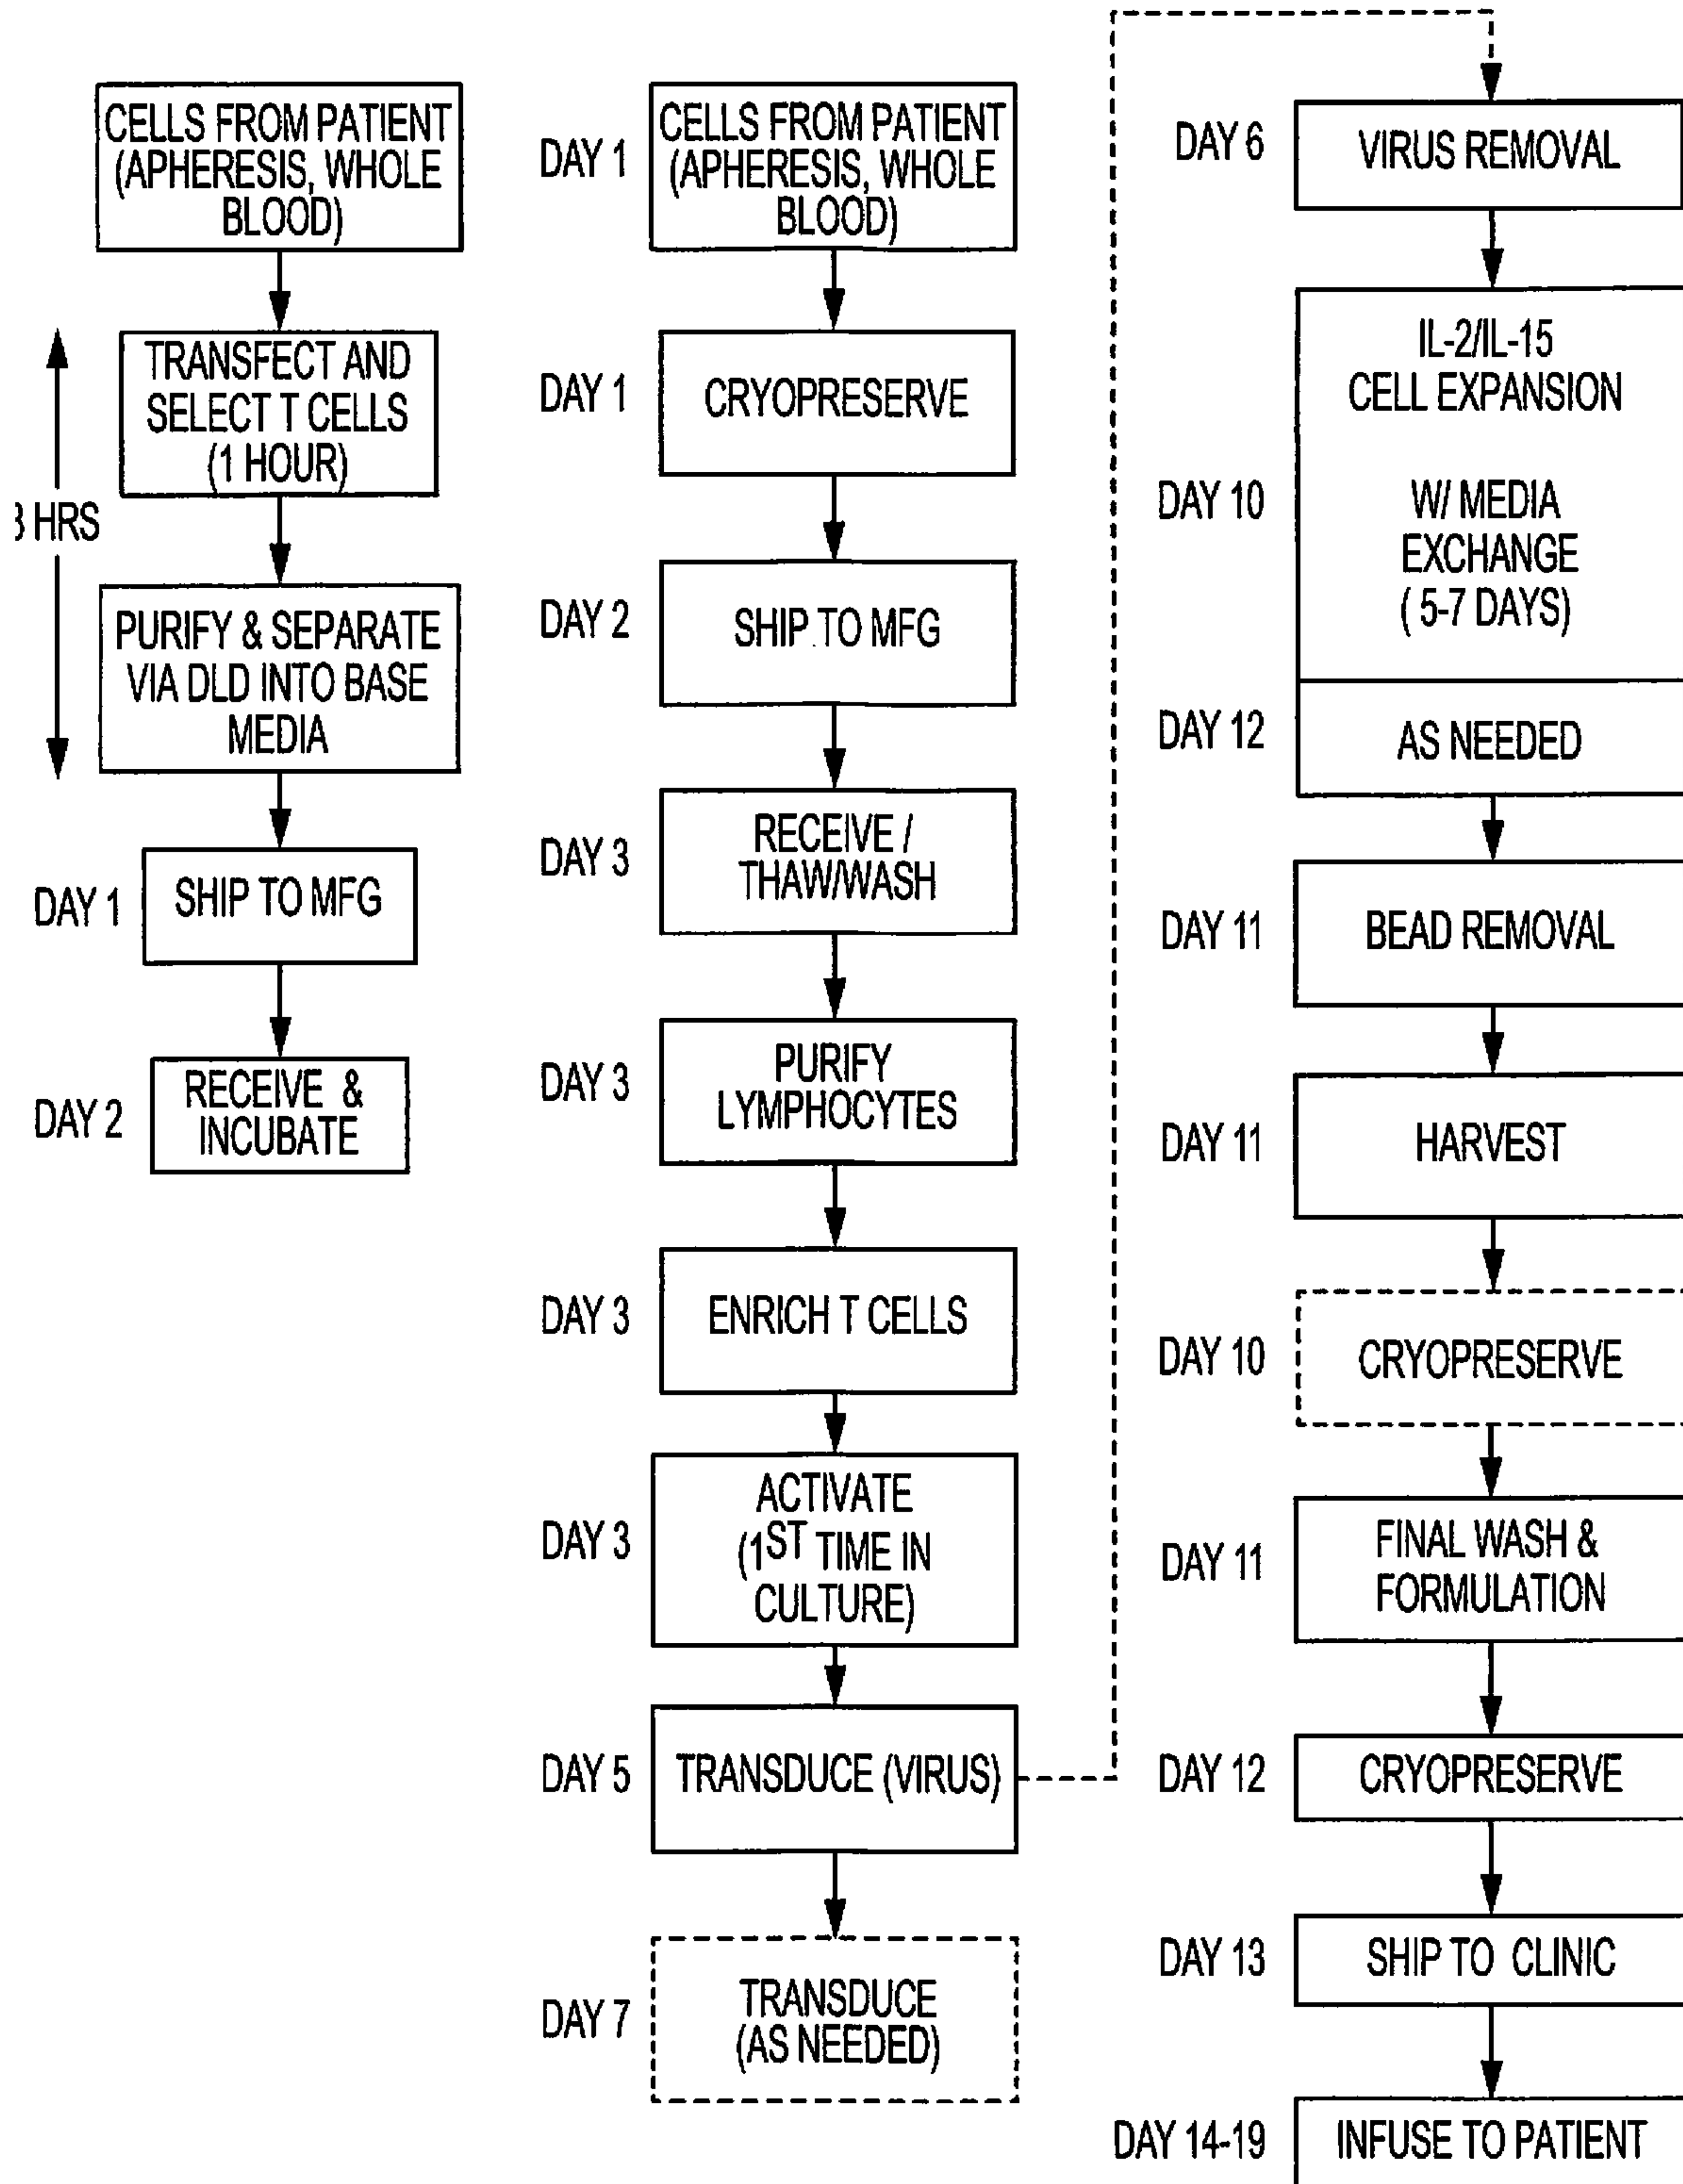 CELLS FROM PATIENT
(APHERESIS, WHOLE
BLOOD)
TRANSFECT AND
SELECT T CELLS
(1 HOUR)
HRS
PURIFY & SEPARATE
VIA DLD INTO BASE
MEDIA
DAY 1
SHIP TO MFG
DAY 2
RECEIVE &
INCUBATE
DAY 1
CELLS FROM PATIENT
(APHERESIS, WHOLE
BLOOD)
DAY 1
CRYOPRESERVE
DAY 2
SHIP TO MFG
DAY 3
RECEIVE /
THAW/WASH
DAY 3
PURIFY
LYMPHOCYTES
DAY 3
ENRICH T CELLS
DAY 3
ACTIVATE
(1ST TIME IN
CULTURE)
DAY 5
TRANSDUCE (VIRUS)
DAY 7
TRANSDUCE
(AS NEEDED)
DAY 6
VIRUS REMOVAL
IL-2/IL-15
CELL EXPANSION
DAY 10
W/ MEDIA
EXCHANGE
( 5-7 DAYS)
DAY 12
AS NEEDED
DAY 11
BEAD REMOVAL
DAY 11
HARVEST
DAY 10
CRYOPRESERVE
DAY 11
FINAL WASH &
FORMULATION
DAY 12
CRYOPRESERVE
DAY 13
SHIP TO CLINIC
DAY 14-19
INFUSE TO PATIENT